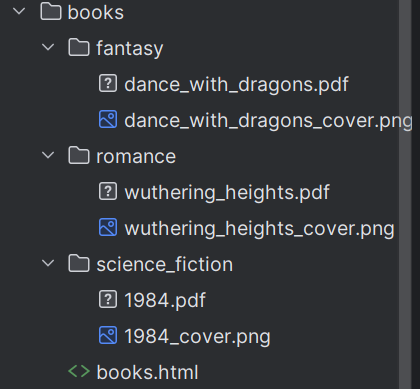 books
fantasy
dance_with_dragons.pdf
dance_with_dragons_cover.png
romance
wuthering_heights.pdf
wuthering_heights_cover.png
science_fiction
1984.pdf
1984_cover.png
books.html